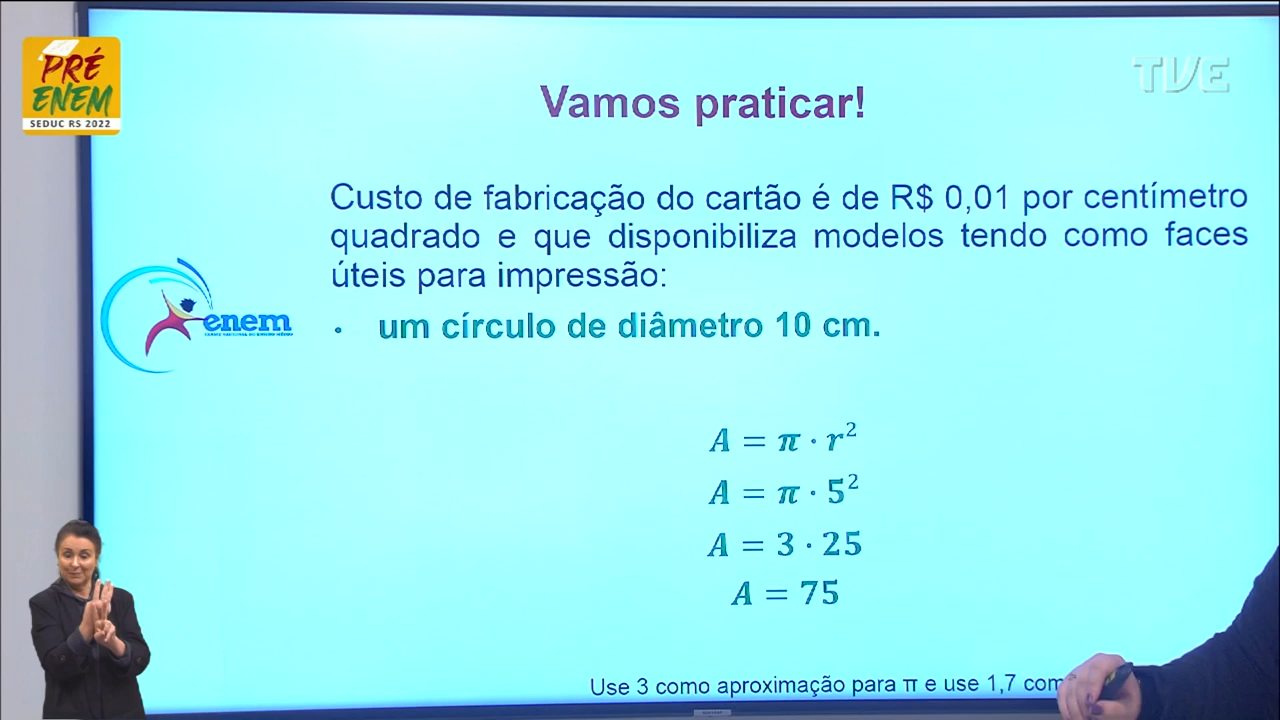 PRÉ
ENEM
SEDUC RS 2022
TVE
Vamos praticar!
Custo de fabricação do cartão é de R$ 0,01 por centímetro
quadrado e que disponibiliza modelos tendo como faces
úteis para impressão:
enem
• um círculo de diâmetro 10 cm.
A = π · r²
A = π · 5²
A = 3 · 25
A = 75
Use 3 como aproximação para π e use 1,7 com